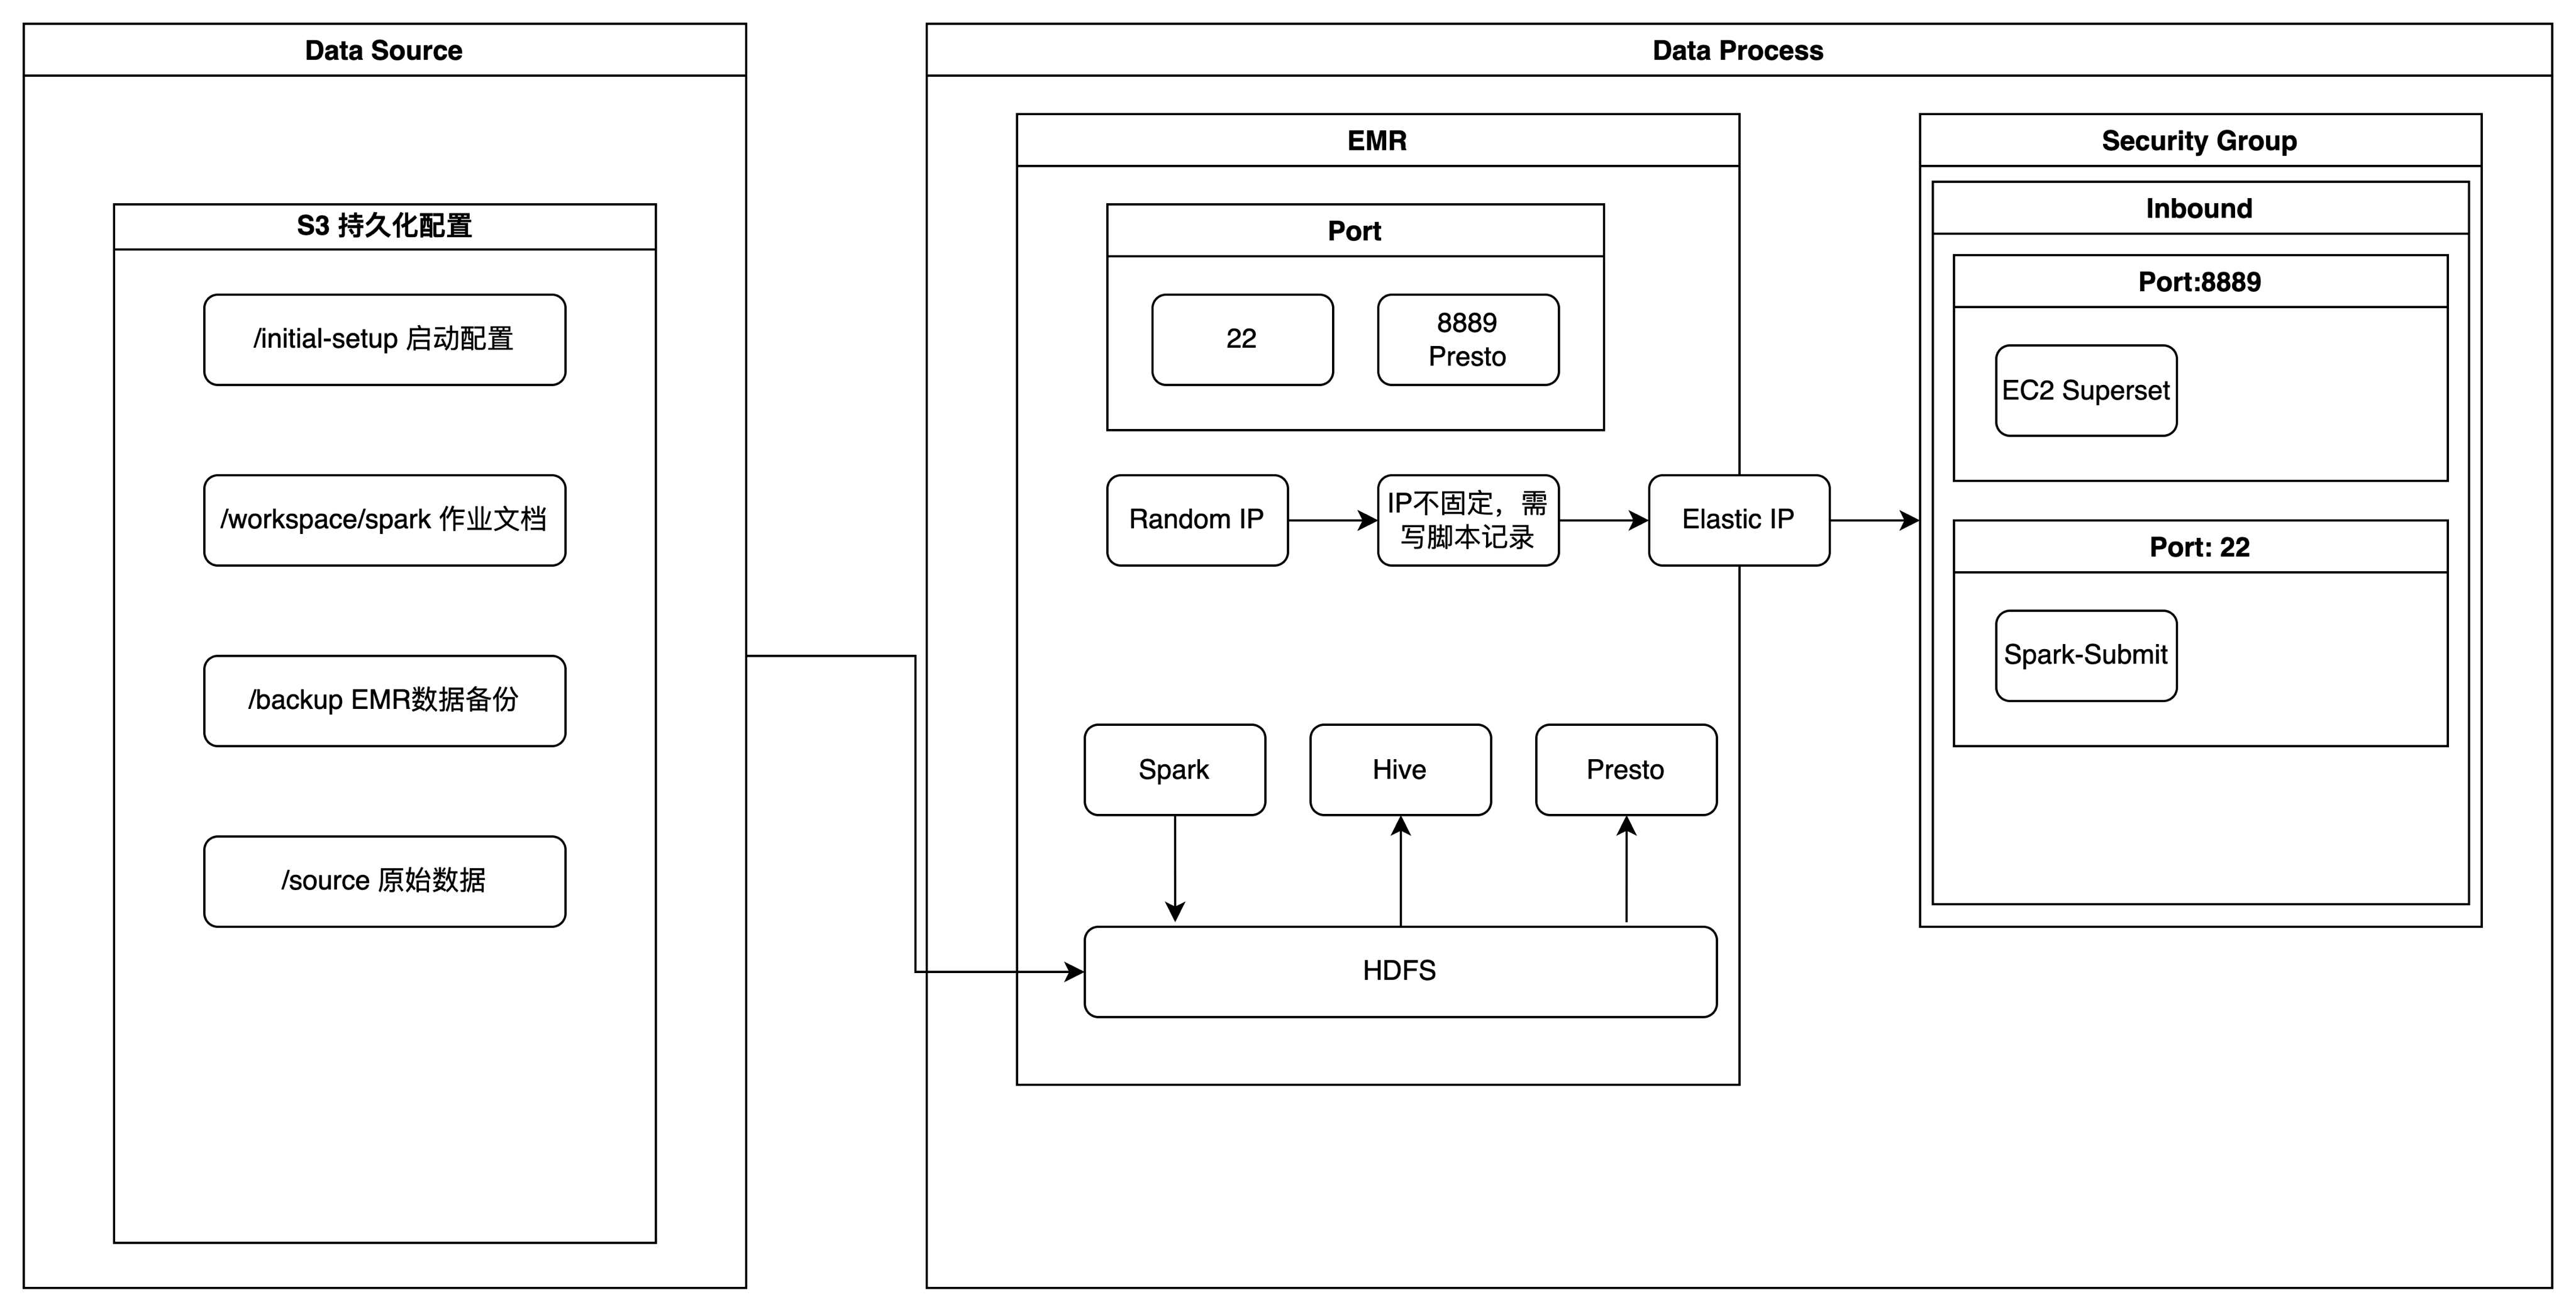 Data Source
S3 持久化配置
/initial-setup 启动配置
/workspace/spark 作业文档
/backup EMR数据备份
/source 原始数据
Data Process
EMR
Port
22
8889
Presto
Random IP
IP不固定，需
写脚本记录
Elastic IP
Spark
Hive
Presto
HDFS
Security Group
Inbound
Port:8889
EC2 Superset
Port: 22
Spark-Submit